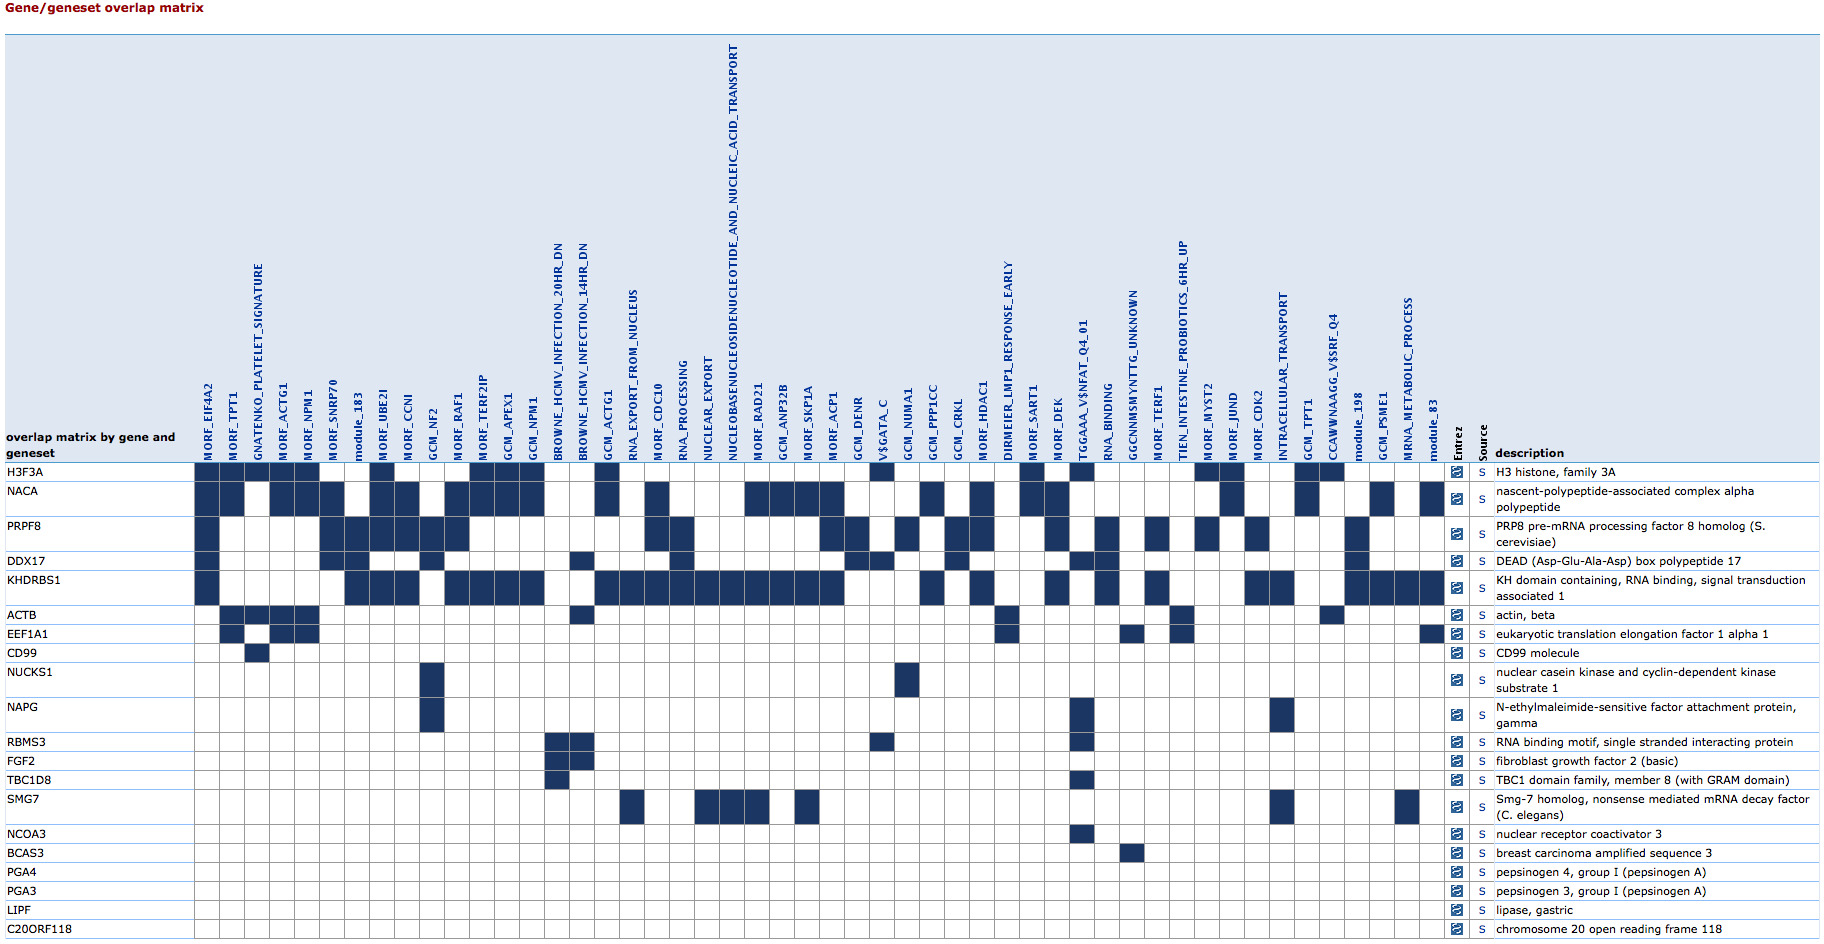 Gene/geneset overlap matrix
overlap matrix by gene and
geneset
MORF_EIF4A2
MORF_TPT1
GNATENKO_PLATELET_SIGNATURE
MORF_ACTG1
MORF_NPM1
MORF_SNRP70
module_183
MORF_UBE2I
MORF_CCNI
GCM_NF2
MORF_RAF1
MORF_TERF2IP
GCM_APEX1
GCM_NPM1
BROWNE_HCMV_INFECTION_20HR_DN
BROWNE_HCMV_INFECTION_14HR_DN
GCM_ACTG1
RNA_EXPORT_FROM_NUCLEUS
MORF_CDC10
RNA_PROCESSING
NUCLEAR_EXPORT
NUCLEOBASENUCLEOSIDENUCLEOTIDE_AND_NUCLEIC_ACID_TRANSPORT
MORF_RAD21
GCM_ANP32B
MORF_SKP1A
MORF_ACP1
GCM_DENR
V$GATA_C
GCM_NUMA1
GCM_PPP1CC
GCM_CRKL
MORF_HDAC1
DIRMEIER_LMP1_RESPONSE_EARLY
MORF_SART1
MORF_DEK
TGGAAA_V$NFAT_Q4_01
RNA_BINDING
GGCNNMSMYNTTG_UNKNOWN
MORF_TERF1
TIEN_INTESTINE_PROBIOTICS_6HR_UP
MORF_MYST2
MORF_JUND
MORF_CDK2
INTRACELLULAR_TRANSPORT
GCM_TPT1
CCAWWNAAGG_V$SRF_Q4
module_198
GCM_PSME1
MRNA_METABOLIC_PROCESS
module_83
Entrez
Source
description
H3F3A S H3 histone, family 3A
NACA S nascent-polypeptide-associated complex alpha
polypeptide
PRPF8 S PRP8 pre-mRNA processing factor 8 homolog (S.
cerevisiae)
DDX17 S DEAD (Asp-Glu-Ala-Asp) box polypeptide 17
KHDRBS1 S KH domain containing, RNA binding, signal transduction
associated 1
ACTB S actin, beta
EEF1A1 S eukaryotic translation elongation factor 1 alpha 1
CD99 S CD99 molecule
NUCKS1 S nuclear casein kinase and cyclin-dependent kinase
substrate 1
NAPG S N-ethylmaleimide-sensitive factor attachment protein,
gamma
RBMS3 S RNA binding motif, single stranded interacting protein
FGF2 S fibroblast growth factor 2 (basic)
TBC1D8 S TBC1 domain family, member 8 (with GRAM domain)
SMG7 S Smg-7 homolog, nonsense mediated mRNA decay factor
(C. elegans)
NCOA3 S nuclear receptor coactivator 3
BCAS3 S breast carcinoma amplified sequence 3
PGA4 S pepsinogen 4, group I (pepsinogen A)
PGA3 S pepsinogen 3, group I (pepsinogen A)
LIPF S lipase, gastric
C20ORF118 S chromosome 20 open reading frame 118